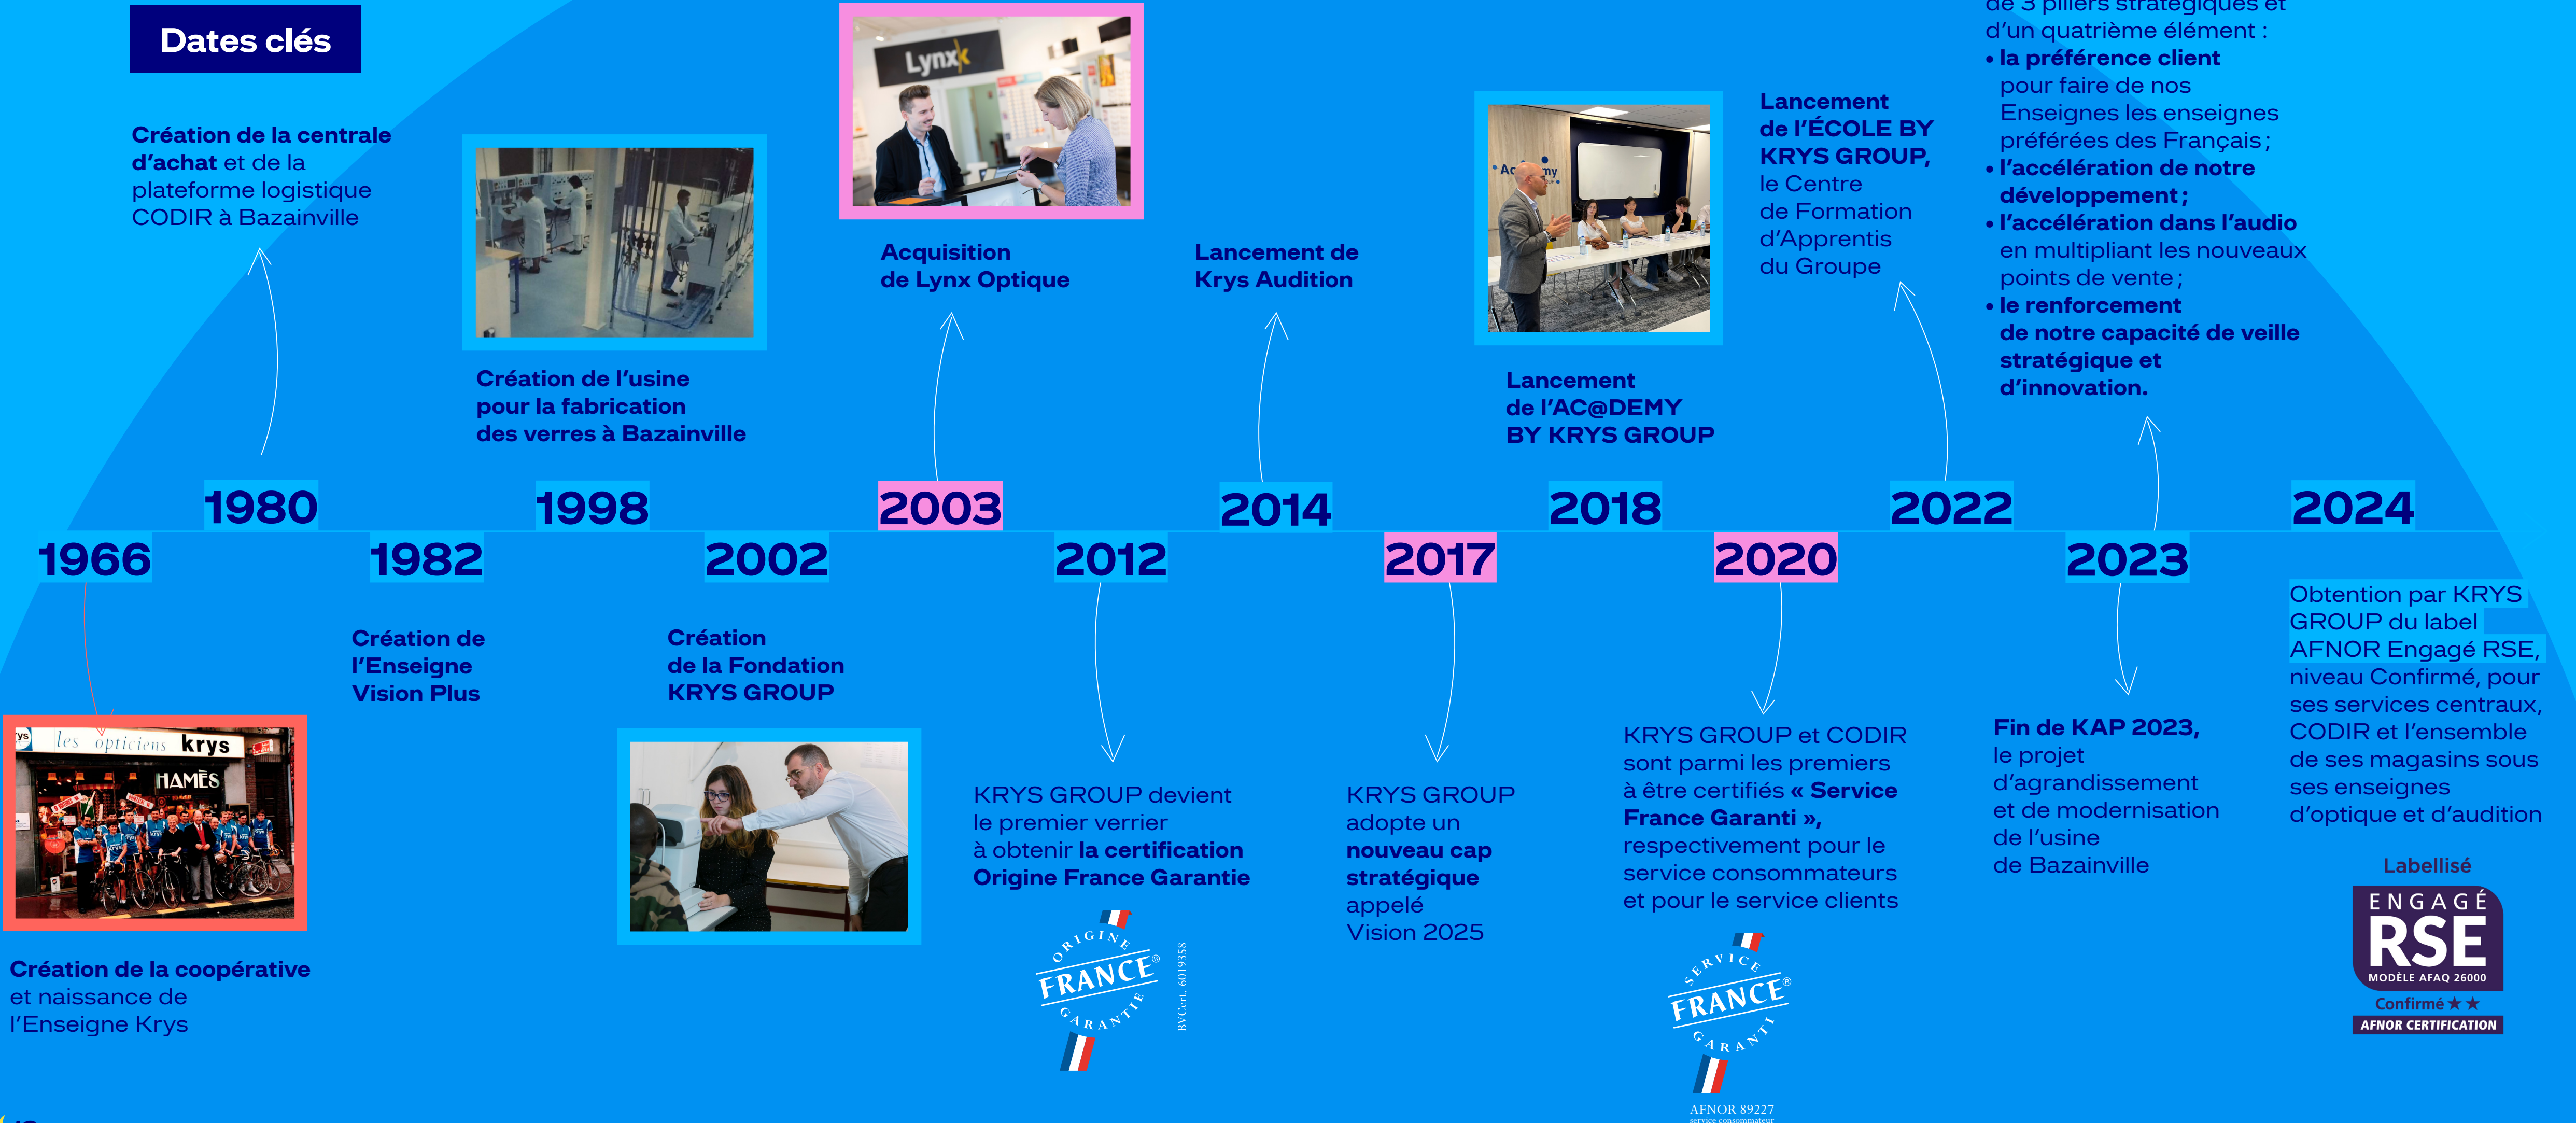 Dates clés
Création de la centrale
d'achat et de la
plateforme logistique
CODIR à Bazainville
Création de l'usine
pour la fabrication
des verres à Bazainville
Lynx
Acquisition
de Lynx Optique
Lancement de
Krys Audition
Lancement
de l'AC@DEMY
BY KRYS GROUP
Lancement
de l'ÉCOLE BY
KRYS GROUP,
le Centre
de Formation
d'Apprentis
du Groupe
de 3 piliers stratégiques et
d'un quatrième élément :
• la préférence client
pour faire de nos
Enseignes les enseignes
préférées des Français ;
• l'accélération de notre
développement ;
• l'accélération dans l'audio
en multipliant les nouveaux
points de vente ;
• le renforcement
de notre capacité de veille
stratégique et
d'innovation.
1980
1998
2003
2014
2018
2022
2024
1966
1982
2002
2012
2017
2020
2023
les opticiens krys
HAMÈS
Création de la coopérative
et naissance de
l'Enseigne Krys
Création de
l'Enseigne
Vision Plus
Création
de la Fondation
KRYS GROUP
KRYS GROUP devient
le premier verrier
à obtenir la certification
Origine France Garantie
ORIGINE
FRANCE®
GARANTIE
BVCert. 6019358
KRYS GROUP
adopte un
nouveau cap
stratégique
appelé
Vision 2025
KRYS GROUP et CODIR
sont parmi les premiers
à être certifiés « Service
France Garanti »,
respectivement pour le
service consommateurs
et pour le service clients
SERVICE
FRANCE®
GARANTI
AFNOR 89227
service consommateur
Fin de KAP 2023,
le projet
d'agrandissement
et de modernisation
de l'usine
de Bazainville
Obtention par KRYS
GROUP du label
AFNOR Engagé RSE,
niveau Confirmé, pour
ses services centraux,
CODIR et l'ensemble
de ses magasins sous
ses enseignes
d'optique et d'audition
Labellisé
ENGAGÉ
RSE
MODÈLE AFAQ 26000
Confirmé ★ ★
AFNOR CERTIFICATION